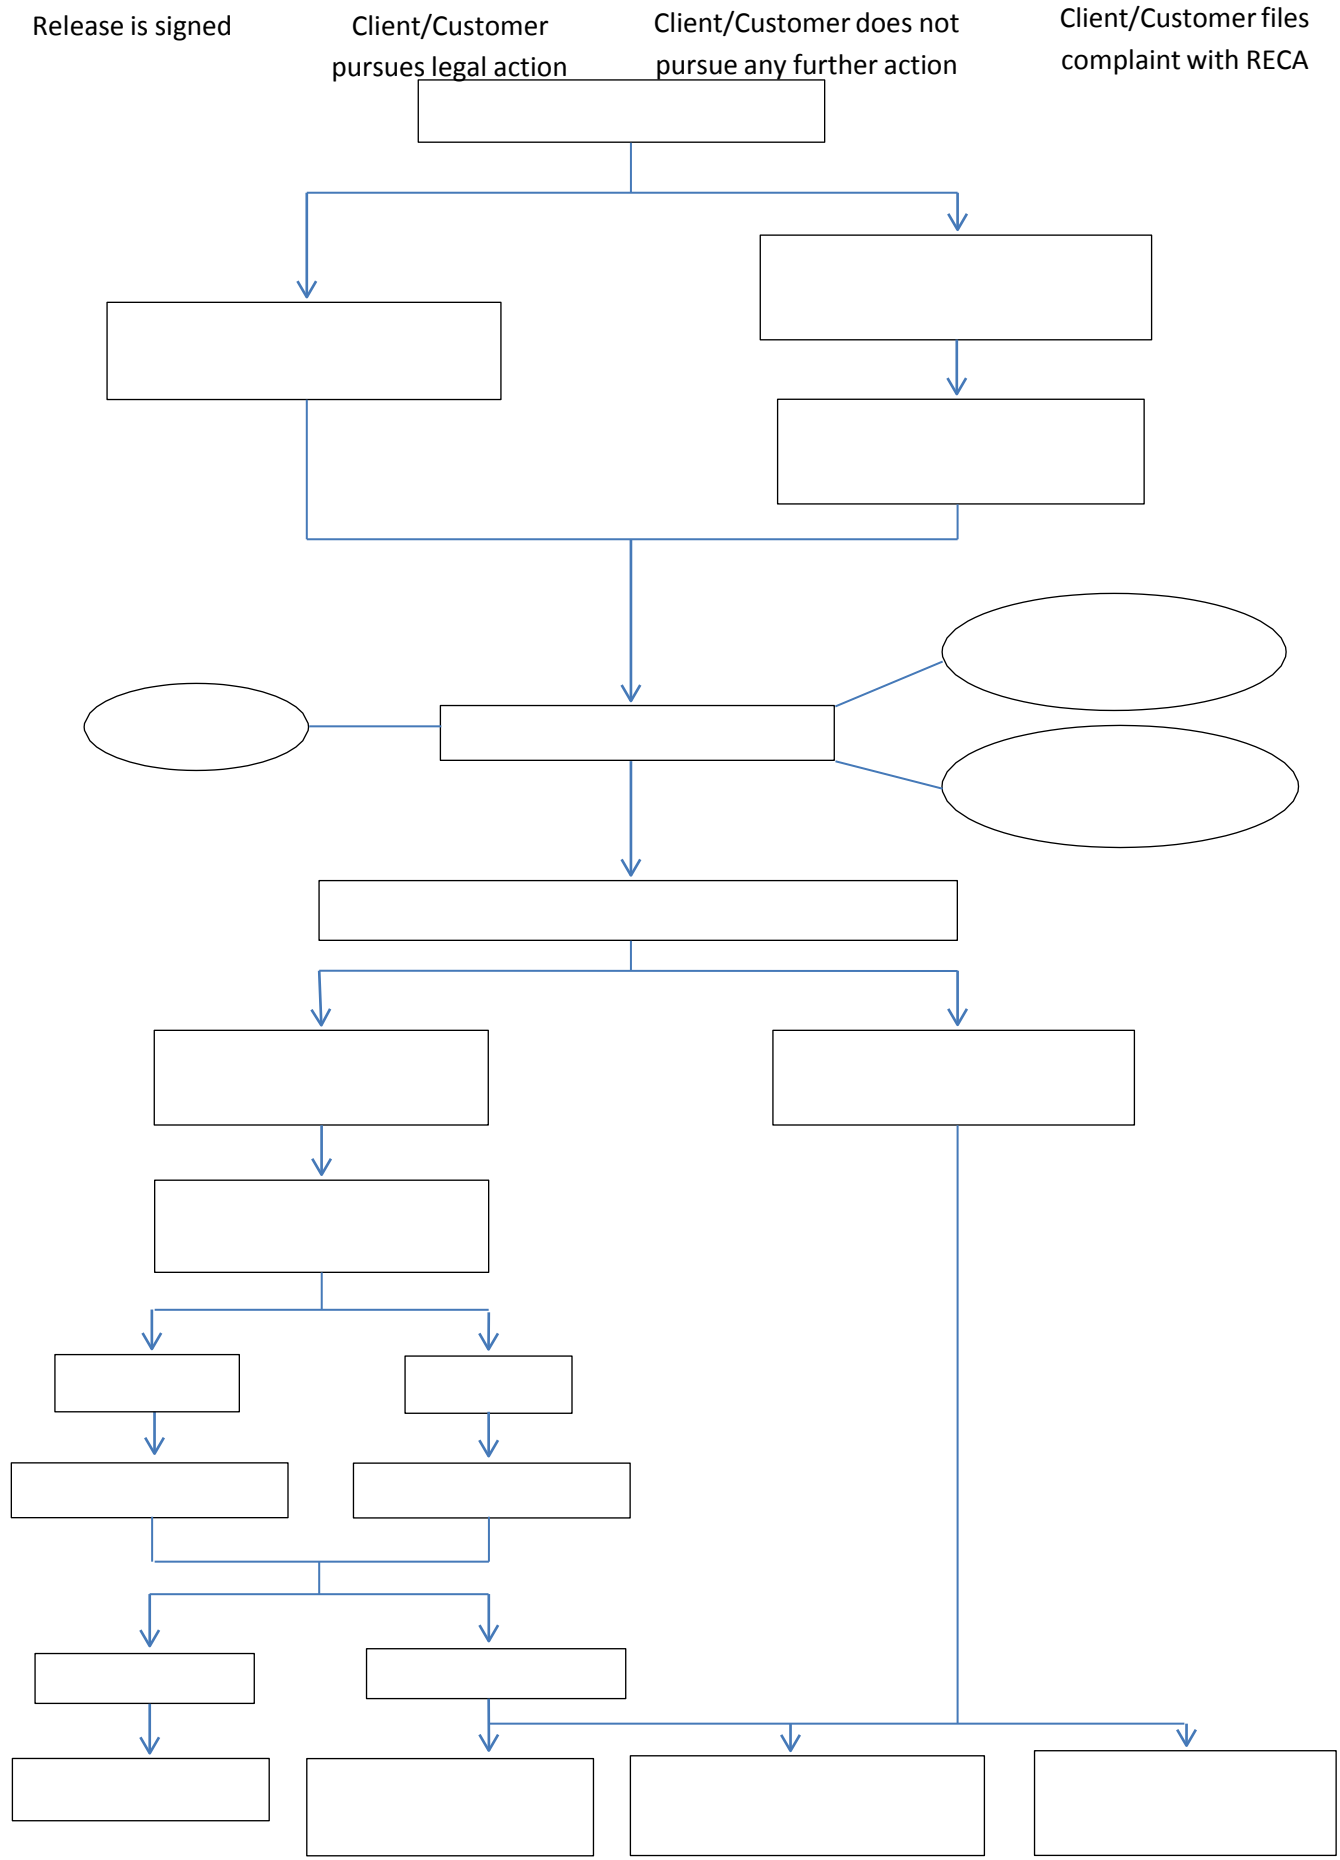 Release is signed
Client/Customer
pursues legal action
Client/Customer does not
pursue any further action
Client/Customer files
complaint with RECA